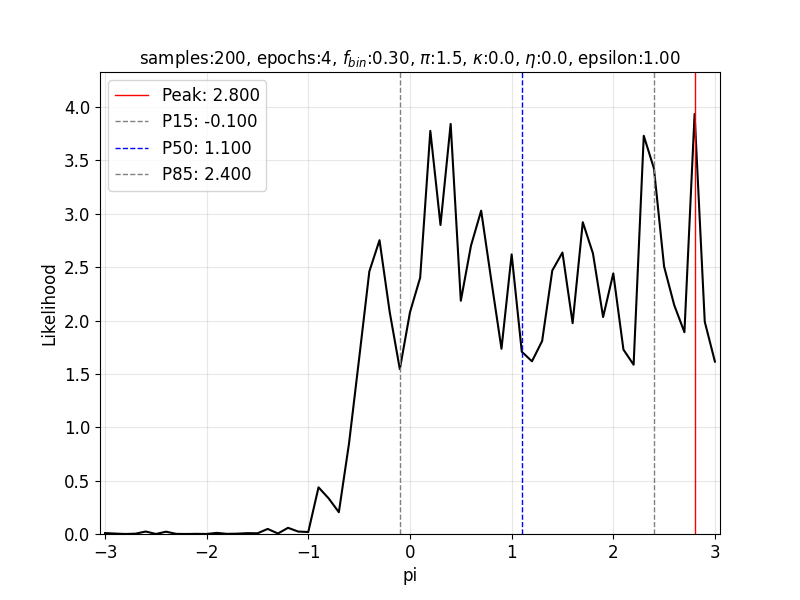 samples:200, epochs:4, f_bin:0.30, π:1.5, κ:0.0, η:0.0, epsilon:1.00
Peak: 2.800
P15: -0.100
P50: 1.100
P85: 2.400
4.0
3.5
3.0
2.5
2.0
1.5
1.0
0.5
0.0
Likelihood
−3
−2
−1
0
1
2
3
pi